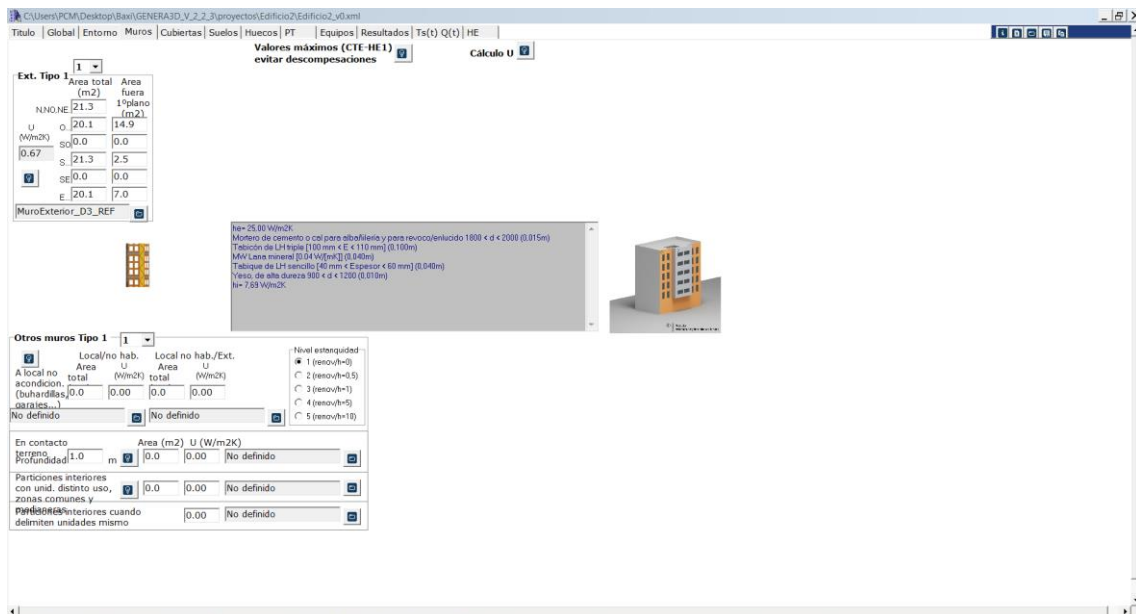 C:\Users\PCM\Desktop\Baxi\GENERA3D_V_2_2_3\proyectos\Edificio2\Edificio2_v0.xml
Titulo Global Entorno Muros Cubiertas Suelos Huecos PT Equipos Resultados Ts(t) Q(t) HE
Valores máximos (CTE-HE1)
evitar descompesaciones
Cálculo U
Ext. Tipo 1
1
Area total
(m2)
Area
fuera
1ºplano
(m2)
N.NO.NE. 21.3
O.. 20.1 14.9
SO 0.0 0.0
S.. 21.3 2.5
SE 0.0 0.0
E.. 20.1 7.0
U
(W/m2K)
0.67
MuroExterior_D3_REF
he= 25,00 W/m2K
Mortero de cemento o cal para albañilería y para revoco/enlucido 1800 < d < 2000 (0,015m)
Tabicón de LH triple [100 mm < E < 110 mm] (0,100m)
MW Lana mineral [0.04 W/[mK]] (0,040m)
Tabique de LH sencillo [40 mm < Espesor < 60 mm] (0,040m)
Yeso, de alta dureza 900 < d < 1200 (0,010m)
hi= 7,69 W/m2K
Otros muros Tipo 1
1
A local no
acondicion.
(buhardillas,
garajes...)
Local/no hab.
Area
total
U
(W/m2K)
Local no hab./Ext.
Area
total
U
(W/m2K)
0.0 0.00 0.0 0.00
No definido No definido
Nivel estanquidad
1 (renov/h=0)
2 (renov/h=0,5)
3 (renov/h=1)
4 (renov/h=5)
5 (renov/h=10)
En contacto
terreno
Profundidad 1.0 m
Area (m2) U (W/m2K)
0.0 0.00 No definido
Particiones interiores
con unid. distinto uso,
zonas comunes y
medianeras
0.0 0.00 No definido
Particiones interiores cuando
delimiten unidades mismo
0.00 No definido